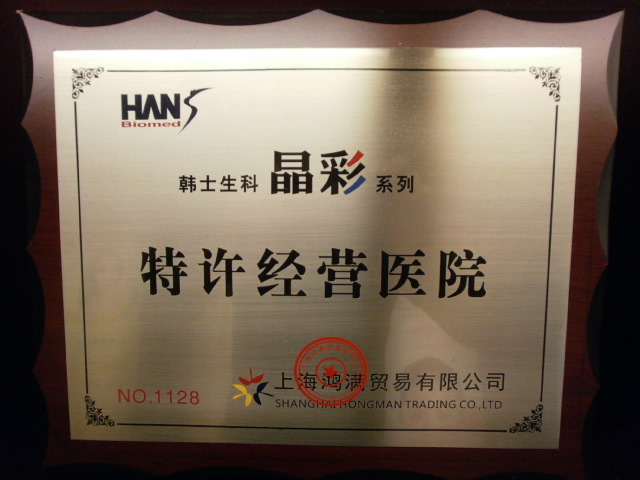 HANS
Biomed
韩士生科 晶彩 系列
特许经营医院
NO.1128
上海鸿满贸易有限公司
SHANGHAI HONGMAN TRADING CO.,LTD